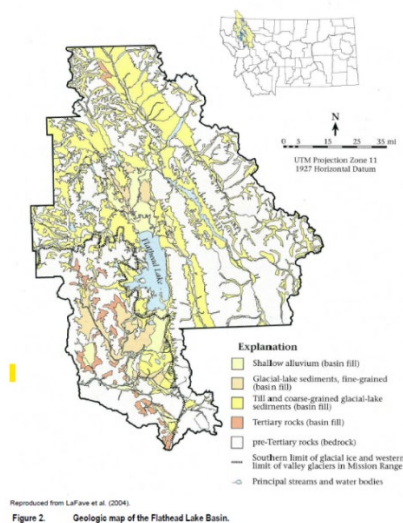 N
0 5 15 25 35 mi
UTM Projection Zone 11
1927 Horizontal Datum
Flathead Lake
Explanation
Shallow alluvium (basin fill)
Glacial-lake sediments, fine-grained
(basin fill)
Till and coarse-grained glacial-lake
sediments (basin fill)
Tertiary rocks (basin fill)
pre-Tertiary rocks (bedrock)
Southern limit of glacial ice and western
limit of valley glaciers in Mission Range
Principal streams and water bodies
Reproduced from LaFave et al. (2004).
Figure 2. Geologic map of the Flathead Lake Basin.